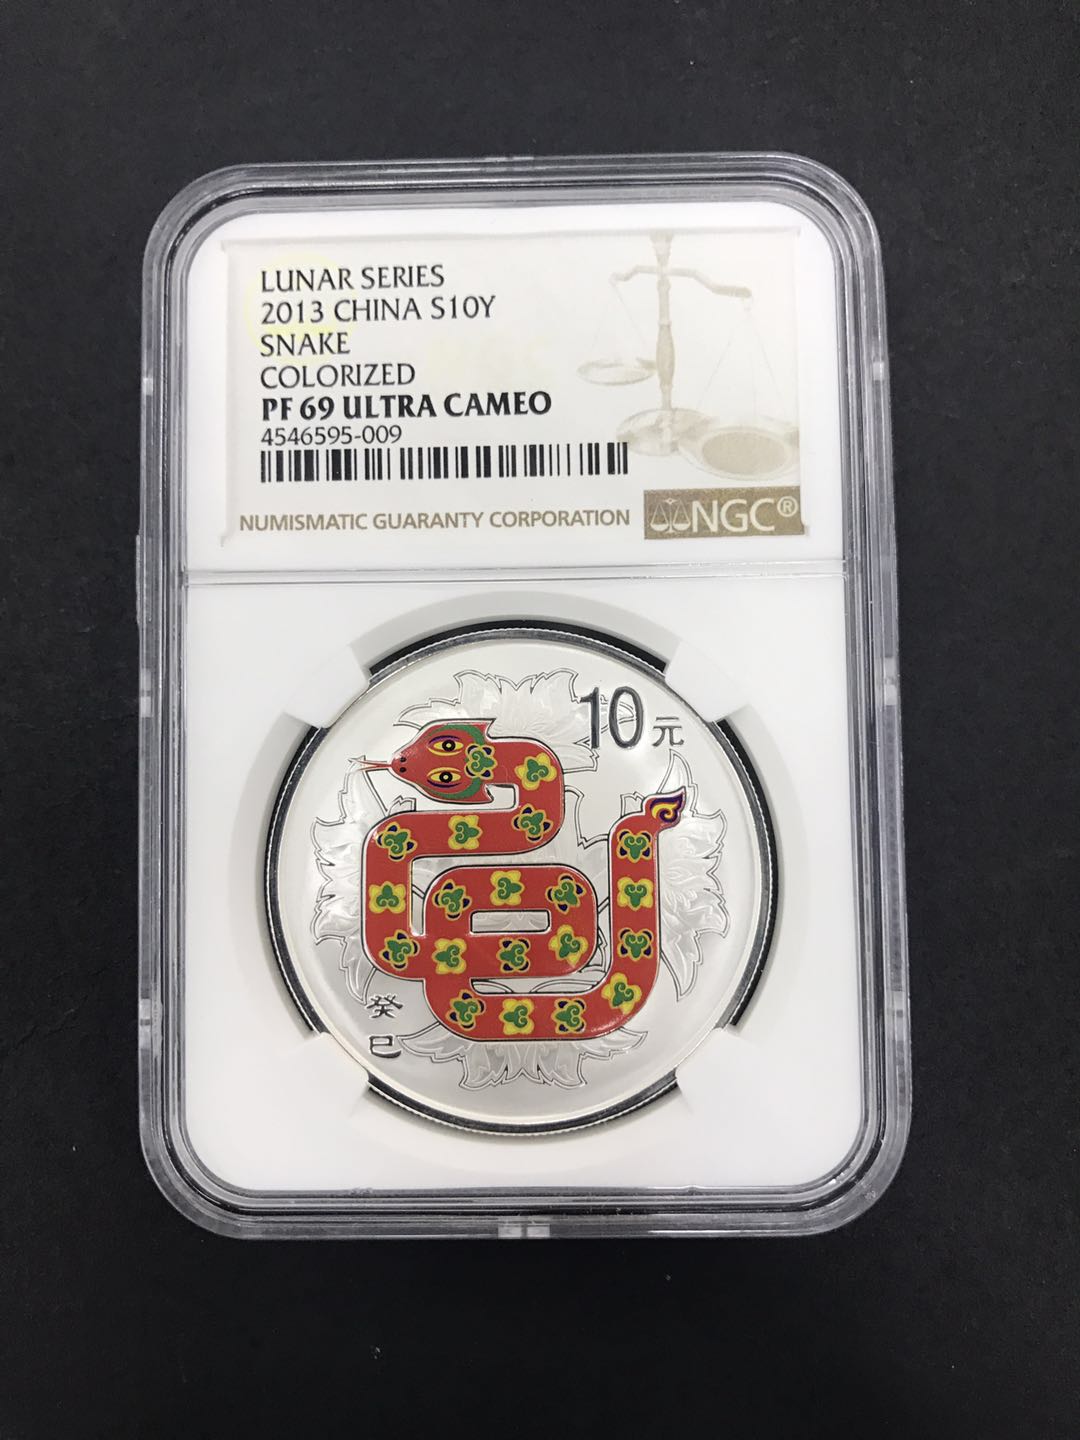 LUNAR SERIES
2013 CHINA S10Y
SNAKE
COLORIZED
PF 69 ULTRA CAMEO
4546595-009
NUMISMATIC GUARANTY CORPORATION
NGC®
10元
癸
巳